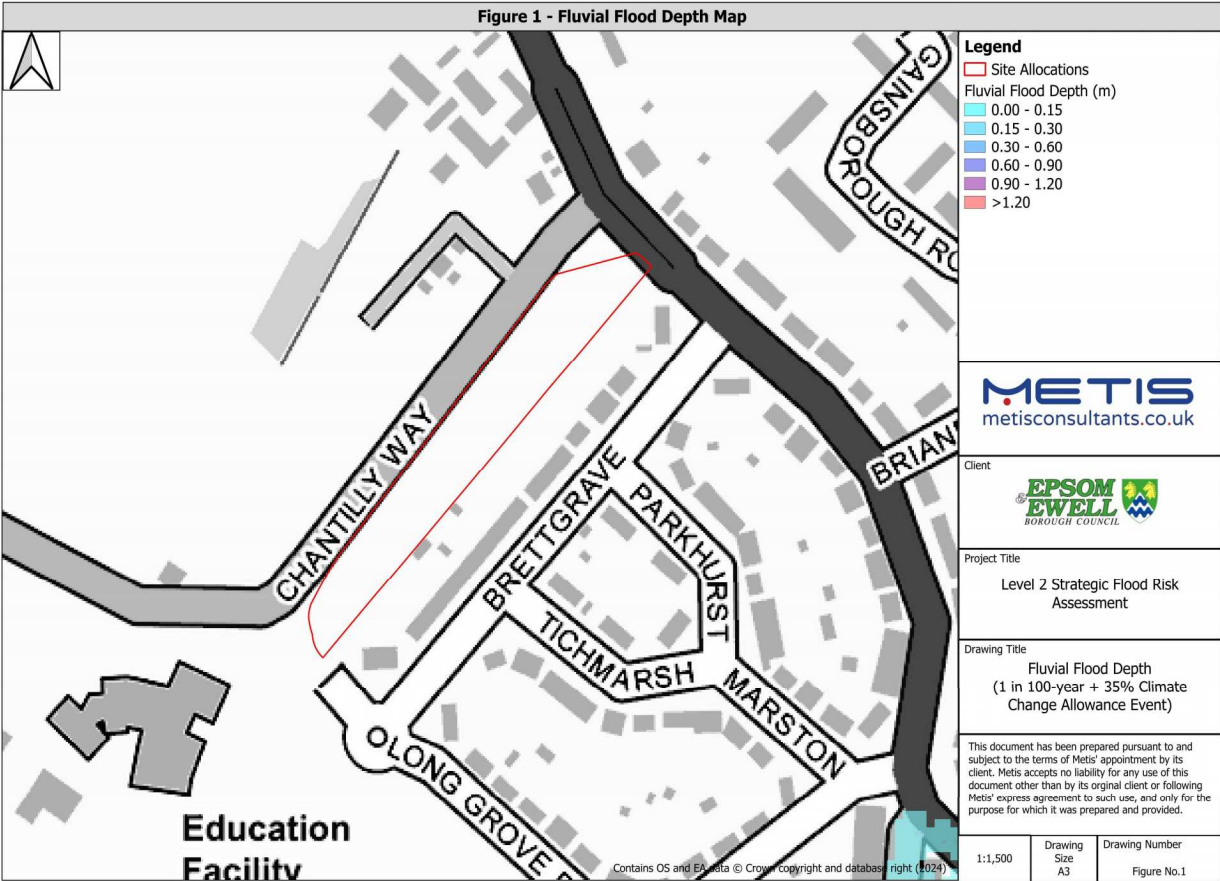 Figure 1 - Fluvial Flood Depth Map
GAINSBOROUGH RO
CHANTILLY WAY
BRETTGRAVE
PARKHURST
BRIAN
TICHMARSH
MARSTON
LONG GROVE
Education
Facility
Contains OS and EA data © Crown copyright and database right (2024)
Legend
Site Allocations
Fluvial Flood Depth (m)
0.00 - 0.15
0.15 - 0.30
0.30 - 0.60
0.60 - 0.90
0.90 - 1.20
>1.20
METIS
metisconsultants.co.uk
Client
EPSOM
& EWELL
BOROUGH COUNCIL
Project Title
Level 2 Strategic Flood Risk
Assessment
Drawing Title
Fluvial Flood Depth
(1 in 100-year + 35% Climate
Change Allowance Event)
This document has been prepared pursuant to and
subject to the terms of Metis' appointment by its
client. Metis accepts no liability for any use of this
document other than by its orginal client or following
Metis' express agreement to such use, and only for the
purpose for which it was prepared and provided.
1:1,500
Drawing
Size
A3
Drawing Number
Figure No.1